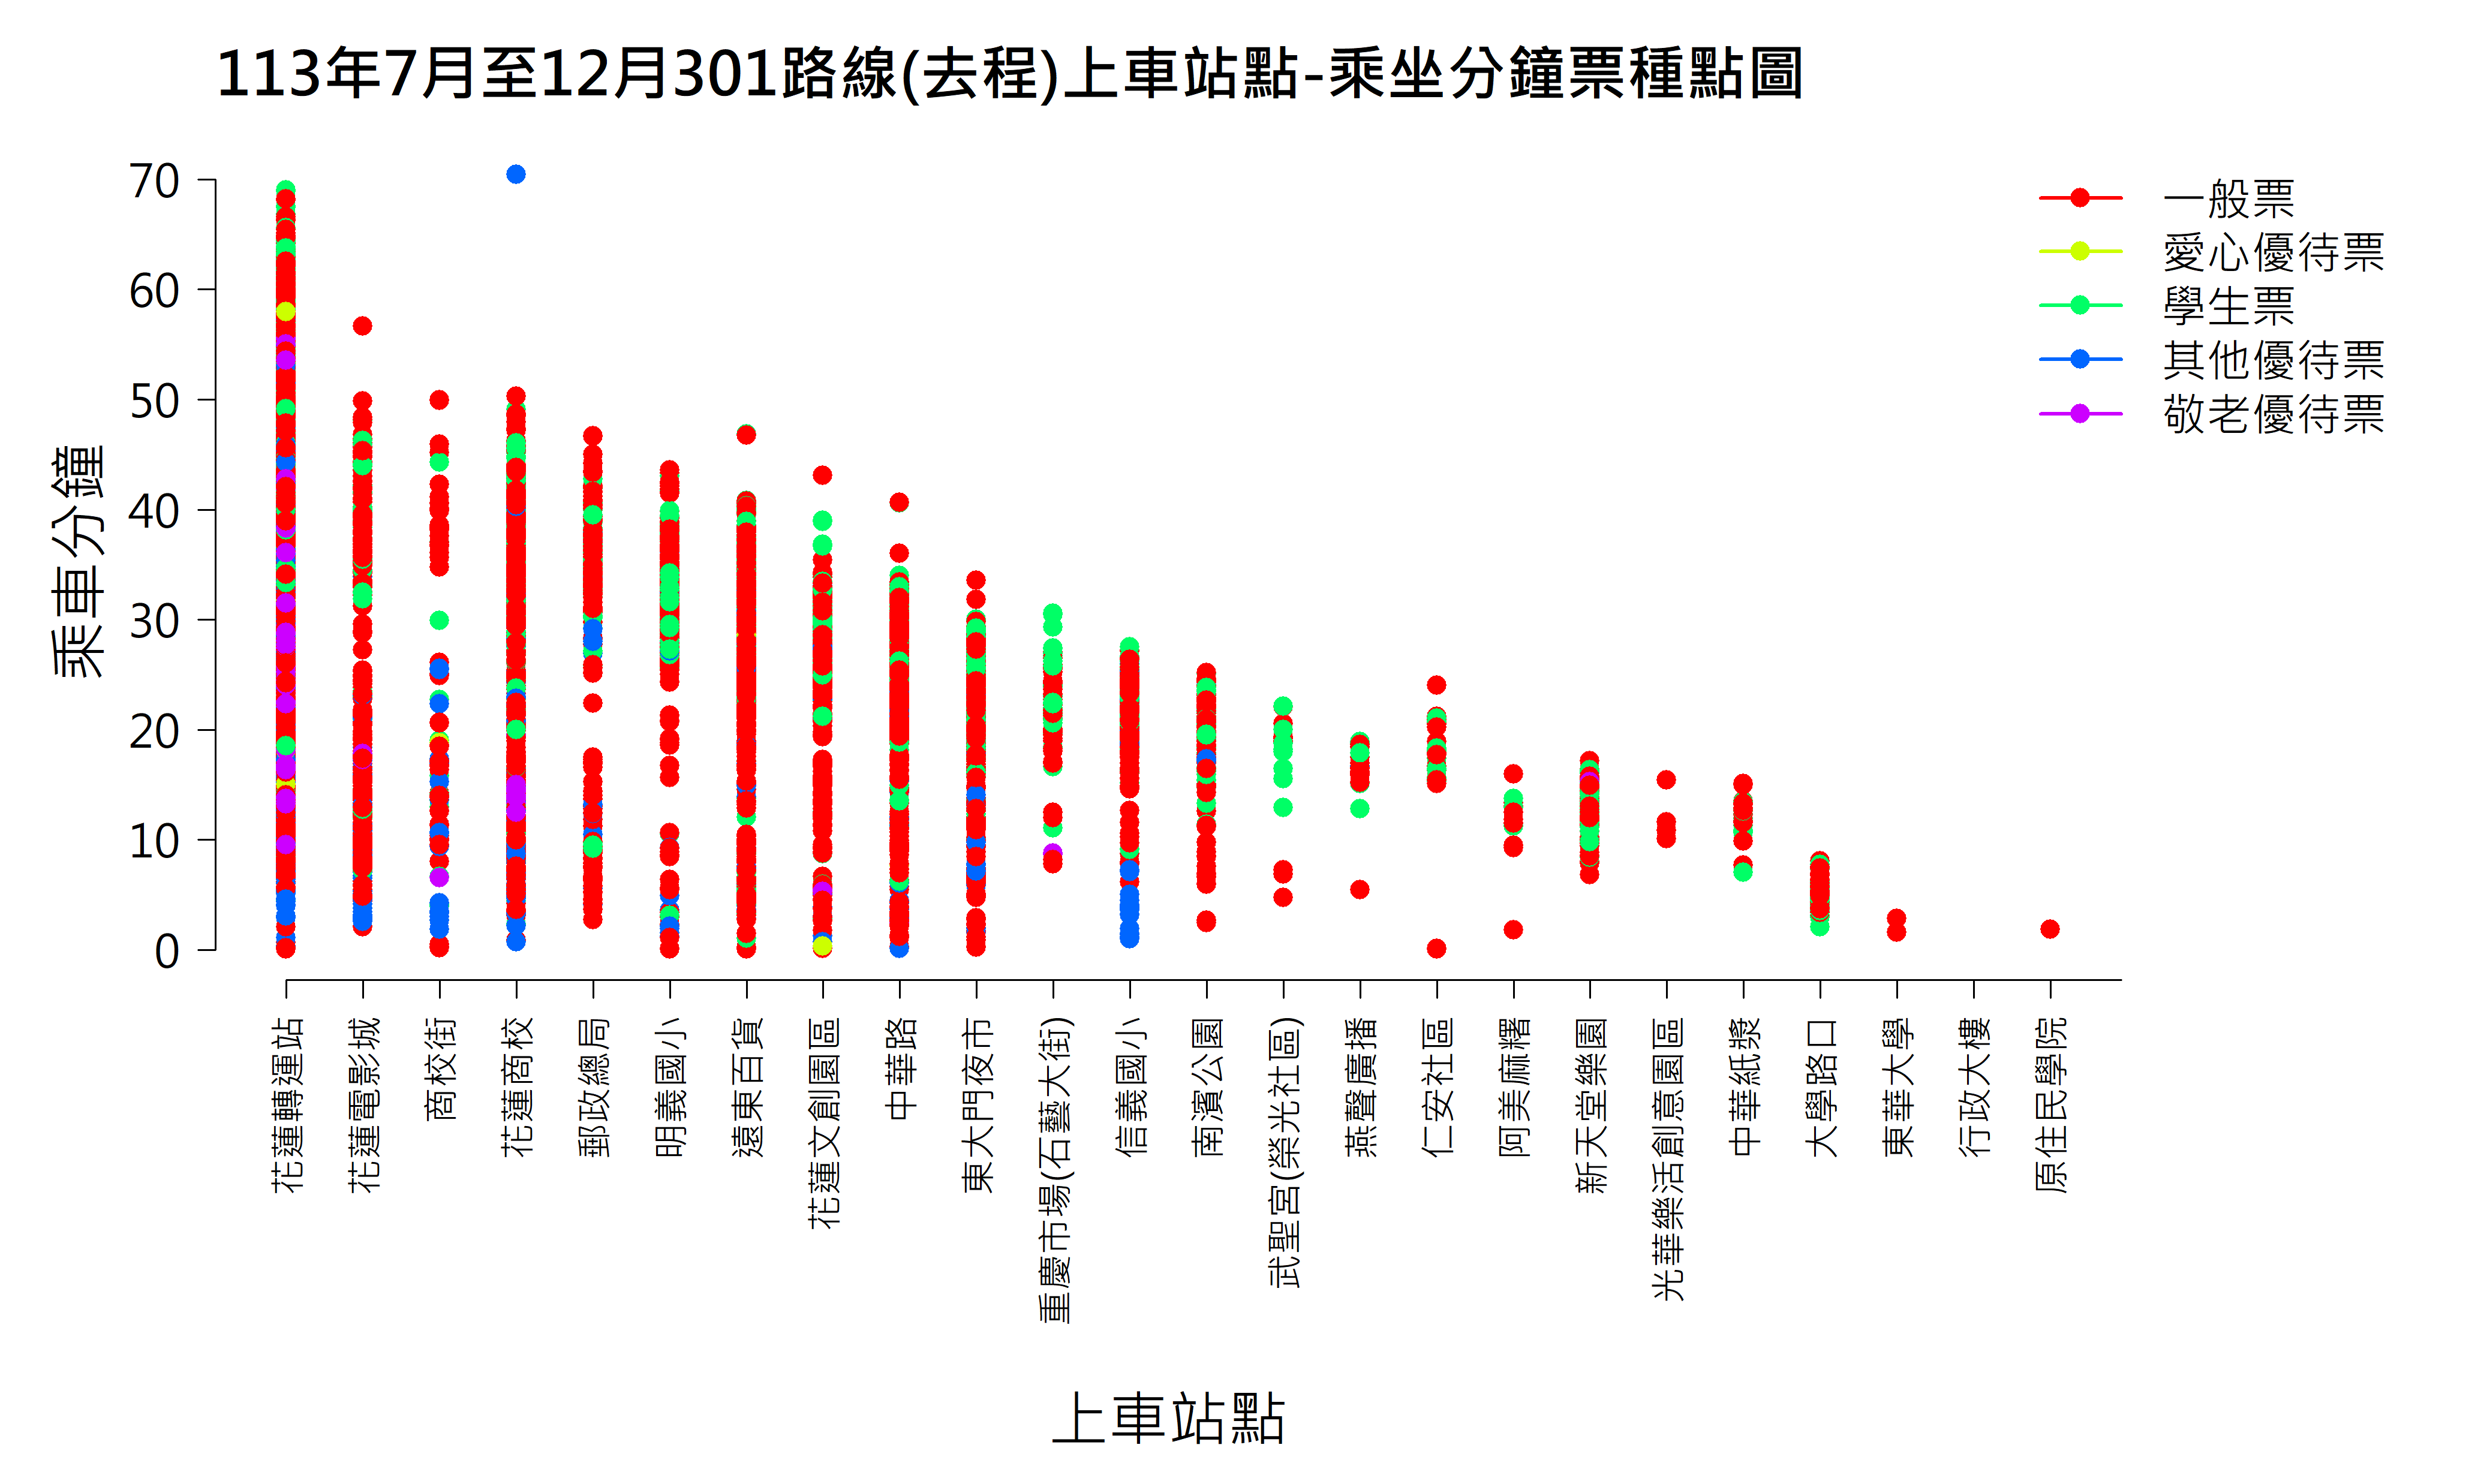 113年7月至12月301路線(去程)上車站點-乘坐分鐘票種點圖
乘車分鐘
70
60
50
40
30
20
10
0
一般票
愛心優待票
學生票
其他優待票
敬老優待票
花蓮轉運站
花蓮電影城
商校街
花蓮商校
郵政總局
明義國小
遠東百貨
花蓮文創園區
中華路
東大門夜市
重慶市場(石藝大街)
信義國小
南濱公園
武聖宮(榮光社區)
燕聲廣播
仁安社區
阿美麻糬
新天堂樂園
光華樂活創意園區
中華紙漿
大學路口
東華大學
行政大樓
原住民學院
上車站點